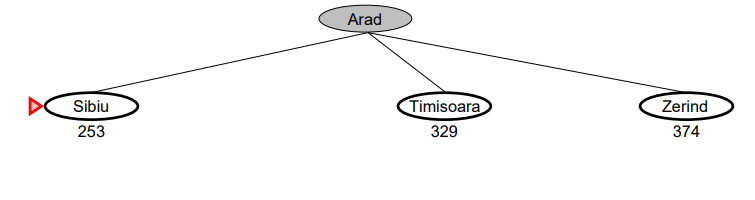 Arad
Sibiu
Timisoara
Zerind
253
329
374